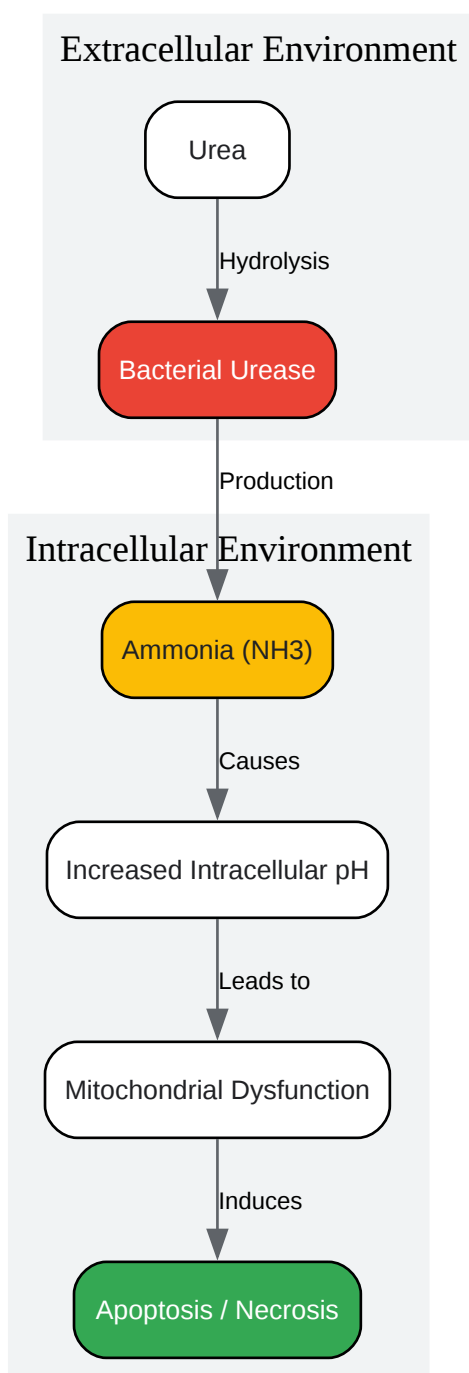 Extracellular Environment
Urea
Hydrolysis
Bacterial Urease
Production
Intracellular Environment
Ammonia (NH3)
Causes
Increased Intracellular pH
Leads to
Mitochondrial Dysfunction
Induces
Apoptosis / Necrosis